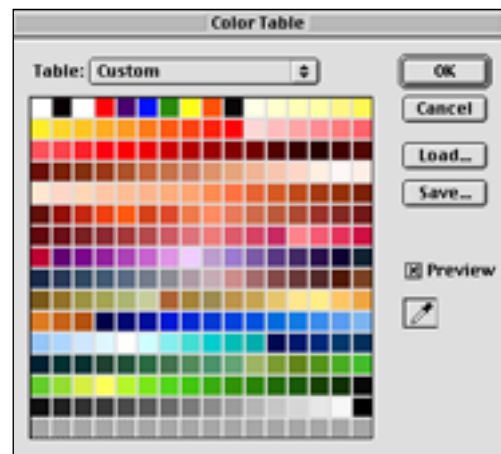 Color Table
Table: Custom
OK
Cancel
Load...
Save...
Preview